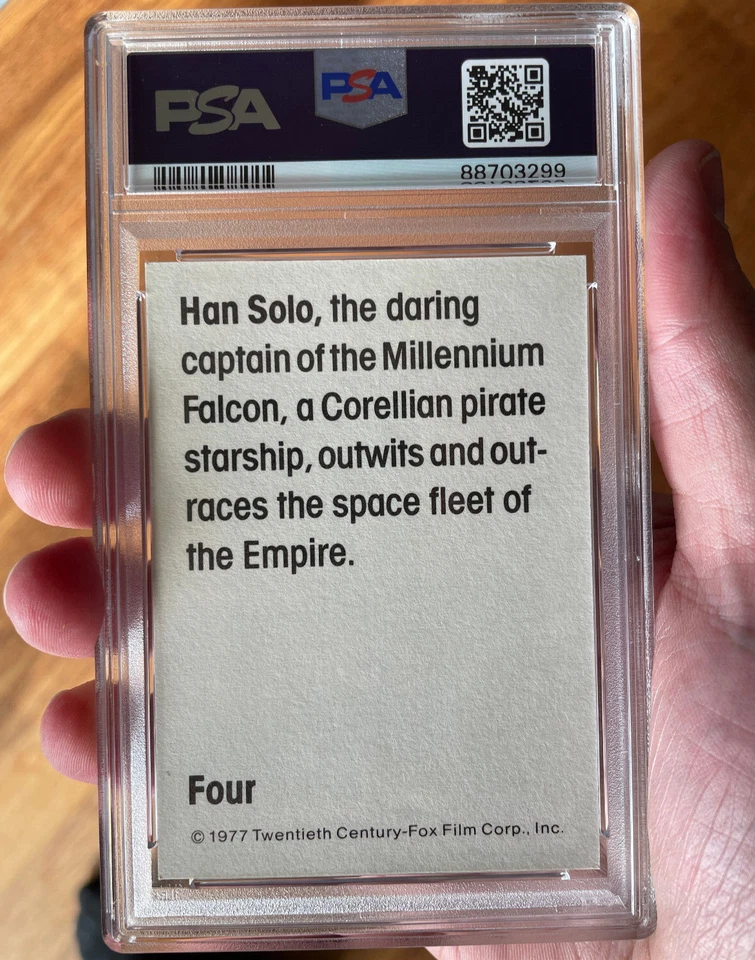 PSA
PSA
88703299
Han Solo, the daring
captain of the Millennium
Falcon, a Corellian pirate
starship, outwits and out-
races the space fleet of
the Empire.
Four
© 1977 Twentieth Century-Fox Film Corp., Inc.